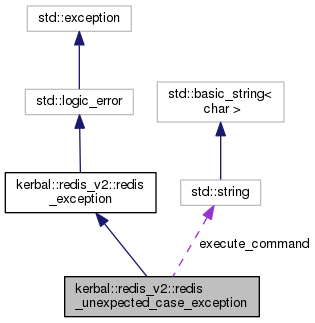 std::exception
std::logic_error
std::basic_string<
char >
kerbal::redis_v2::redis
_exception
std::string
execute_command
kerbal::redis_v2::redis
_unexpected_case_exception